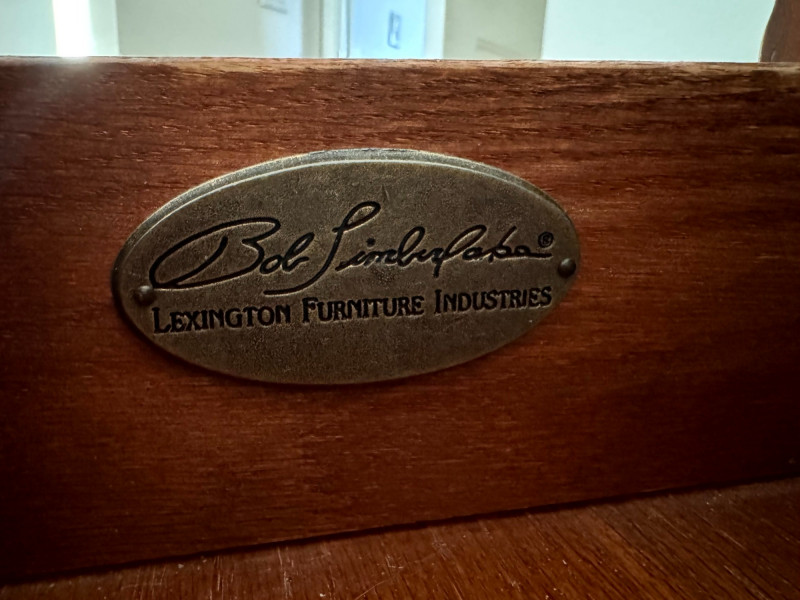 Bob Timberlake®
LEXINGTON FURNITURE INDUSTRIES